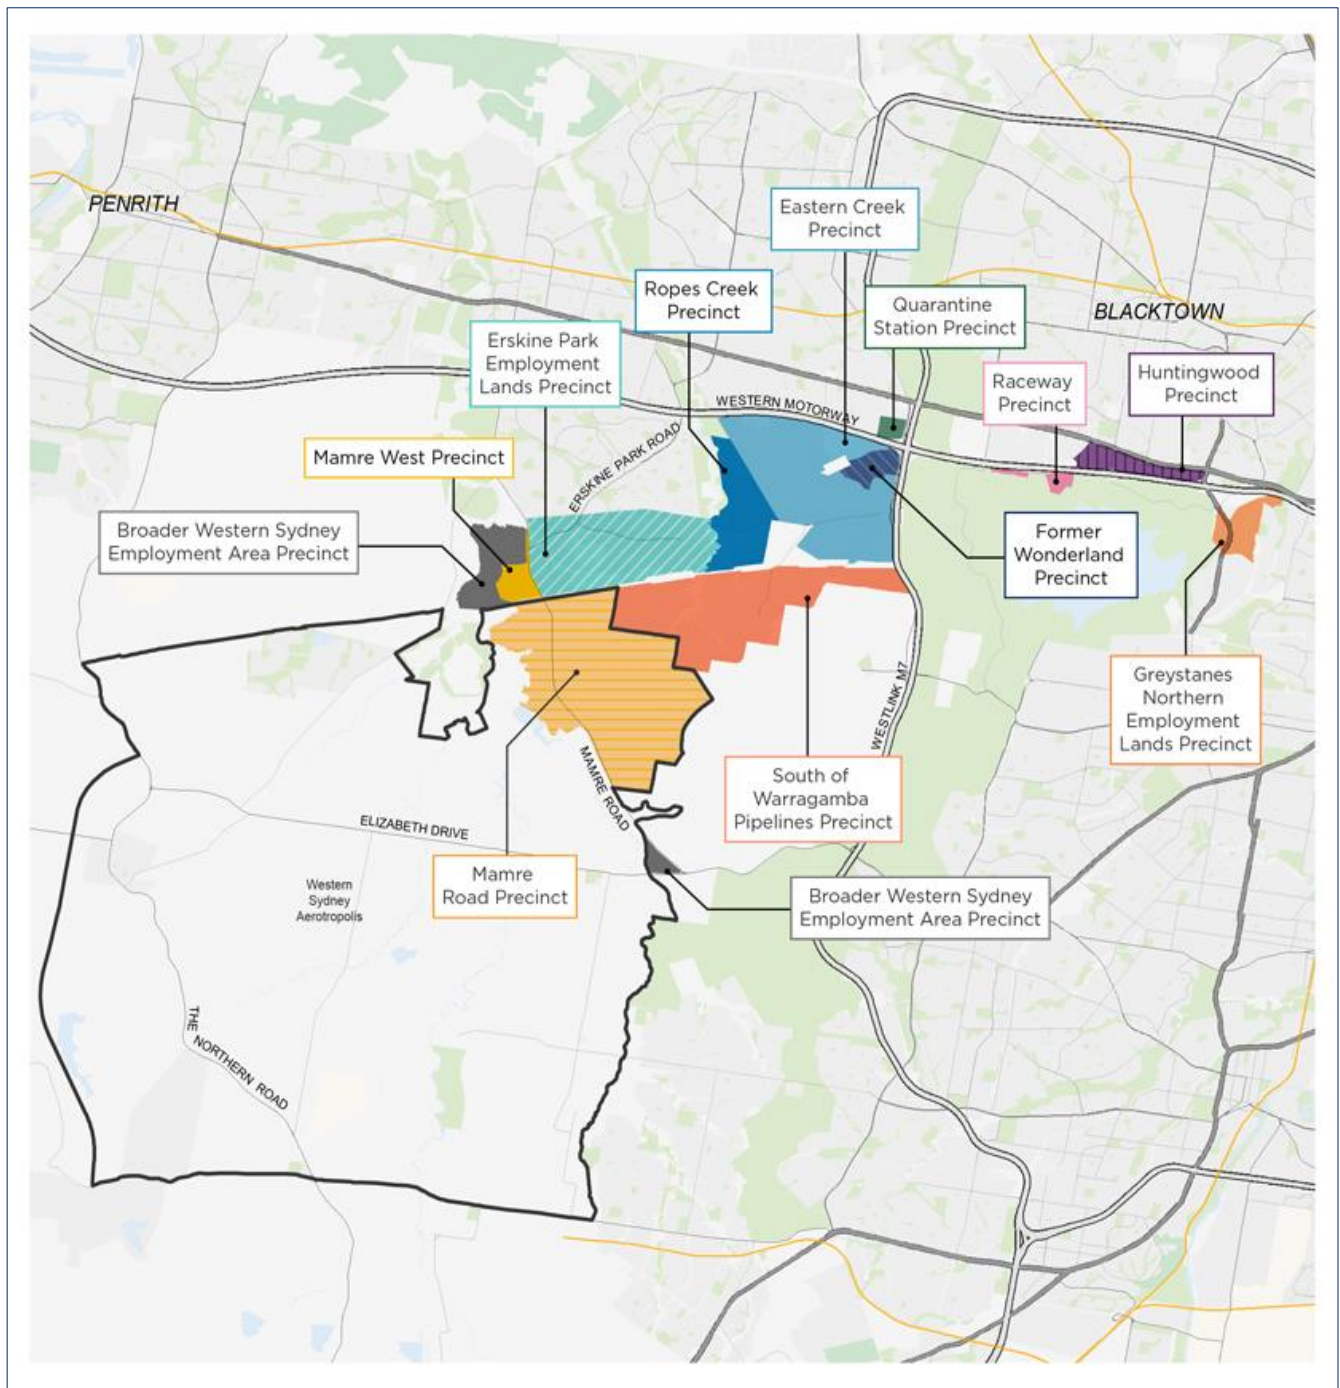 PENRITH
Eastern Creek
Precinct
Ropes Creek
Precinct
Quarantine
Station Precinct
BLACKTOWN
Erskine Park
Employment
Lands Precinct
Raceway
Precinct
Huntingwood
Precinct
WESTERN MOTORWAY
ERSKINE PARK ROAD
Mamre West Precinct
Broader Western Sydney
Employment Area Precinct
Former
Wonderland
Precinct
Greystanes
Northern
Employment
Lands Precinct
WESTLINK M7
MAMRE ROAD
South of
Warragamba
Pipelines Precinct
ELIZABETH DRIVE
Mamre
Road Precinct
Western
Sydney
Aerotropolis
Broader Western Sydney
Employment Area Precinct
THE NORTHERN ROAD